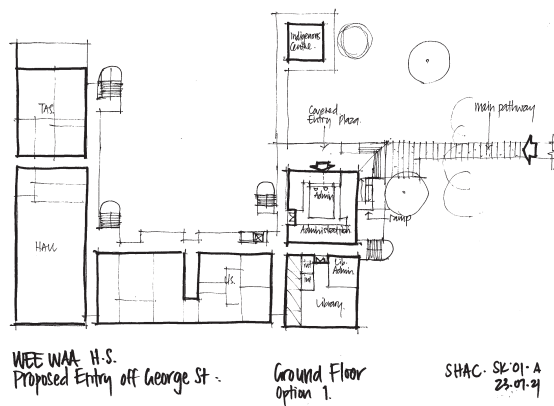 Indigenous
Centre.
TAS.
Covered
Entry Plaza.
main pathway
Admin
ramp
Administration
HALL
Lib.
Admin
Library.
WEE WAA H.S.
Proposed Entry off George St.
Ground Floor
Option 1.
SHAC. SK:01-A
23.07.21